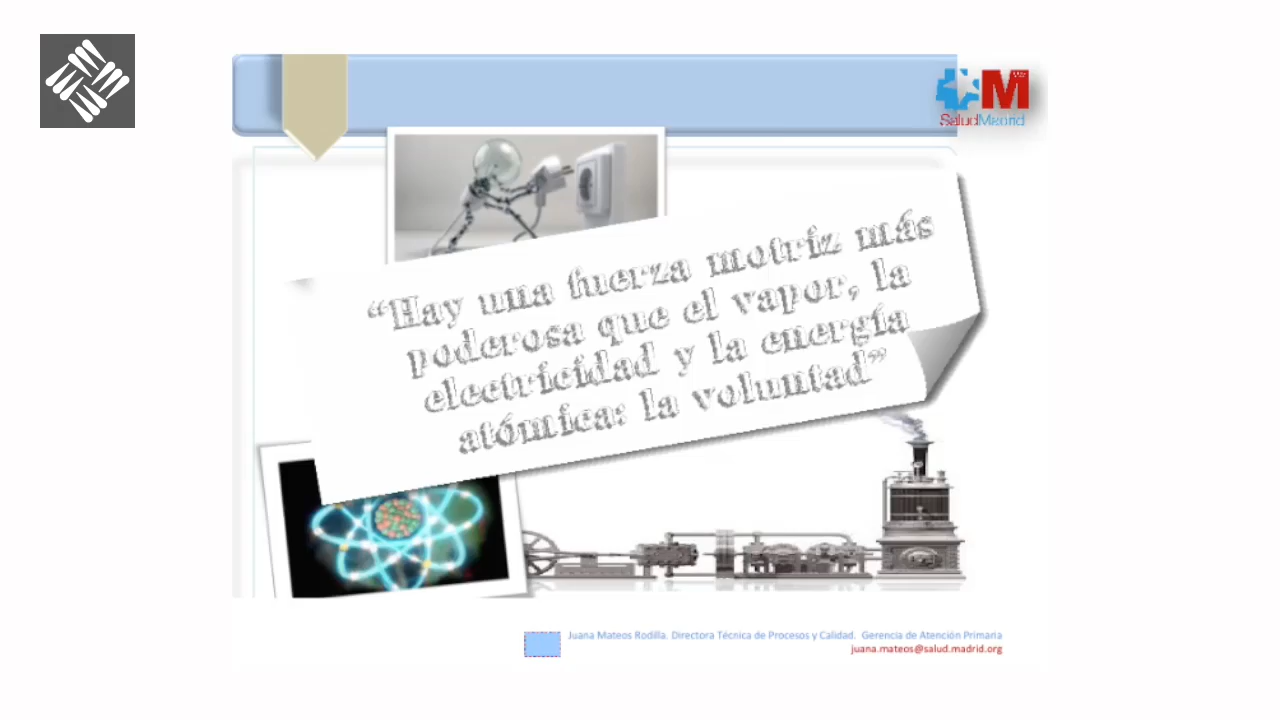 SaludMadrid
“Hay una fuerza motriz más
poderosa que el vapor, la
electricidad y la energía
atómica: la voluntad”
Juana Mateos Rodilla. Directora Técnica de Procesos y Calidad. Gerencia de Atención Primaria
juana.mateos@salud.madrid.org